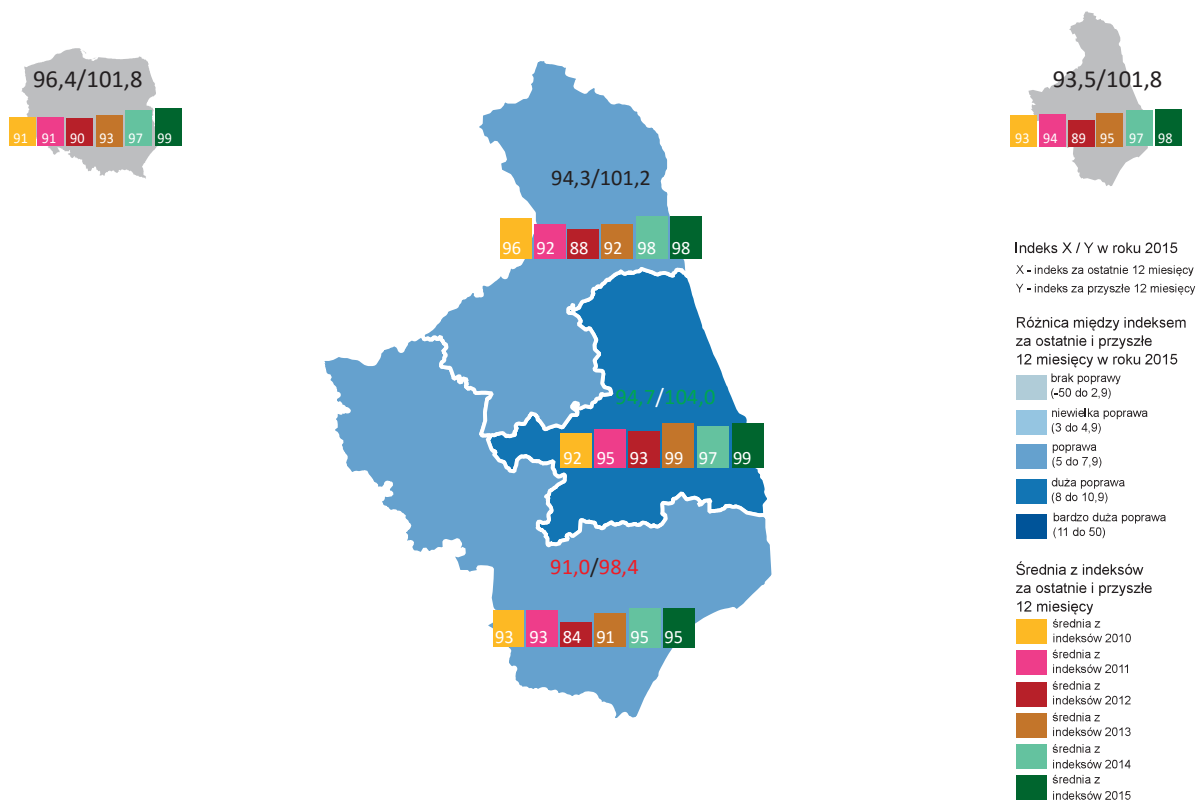 96,4/101,8
91 91 90 93 97 99
93,5/101,8
93 94 89 95 97 98
94,3/101,2
96 92 88 92 98 98
94,7/104,0
92 95 93 99 97 99
91,0/98,4
93 93 84 91 95 95
Indeks X / Y w roku 2015
X - indeks za ostatnie 12 miesięcy
Y - indeks za przyszłe 12 miesięcy
Różnica między indeksem
za ostatnie i przyszłe
12 miesięcy w roku 2015
brak poprawy
(-50 do 2,9)
niewielka poprawa
(3 do 4,9)
poprawa
(5 do 7,9)
duża poprawa
(8 do 10,9)
bardzo duża poprawa
(11 do 50)
Średnia z indeksów
za ostatnie i przyszłe
12 miesięcy
średnia z
indeksów 2010
średnia z
indeksów 2011
średnia z
indeksów 2012
średnia z
indeksów 2013
średnia z
indeksów 2014
średnia z
indeksów 2015